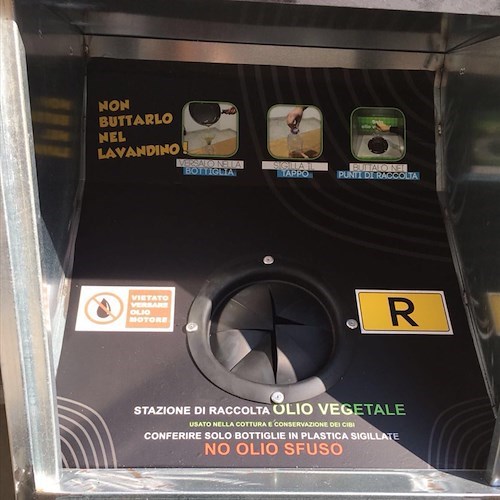 NON
BUTTARLO
NEL
LAVANDINO!
VERSALO NELLA
BOTTIGLIA
SIGILLA IL
TAPPO
BUTTALO NEI
PUNTI DI RACCOLTA
VIETATO
VERSARE
OLIO
MOTORE
R
STAZIONE DI RACCOLTA OLIO VEGETALE
USATO NELLA COTTURA E CONSERVAZIONE DEI CIBI
CONFERIRE SOLO BOTTIGLIE IN PLASTICA SIGILLATE
NO OLIO SFUSO